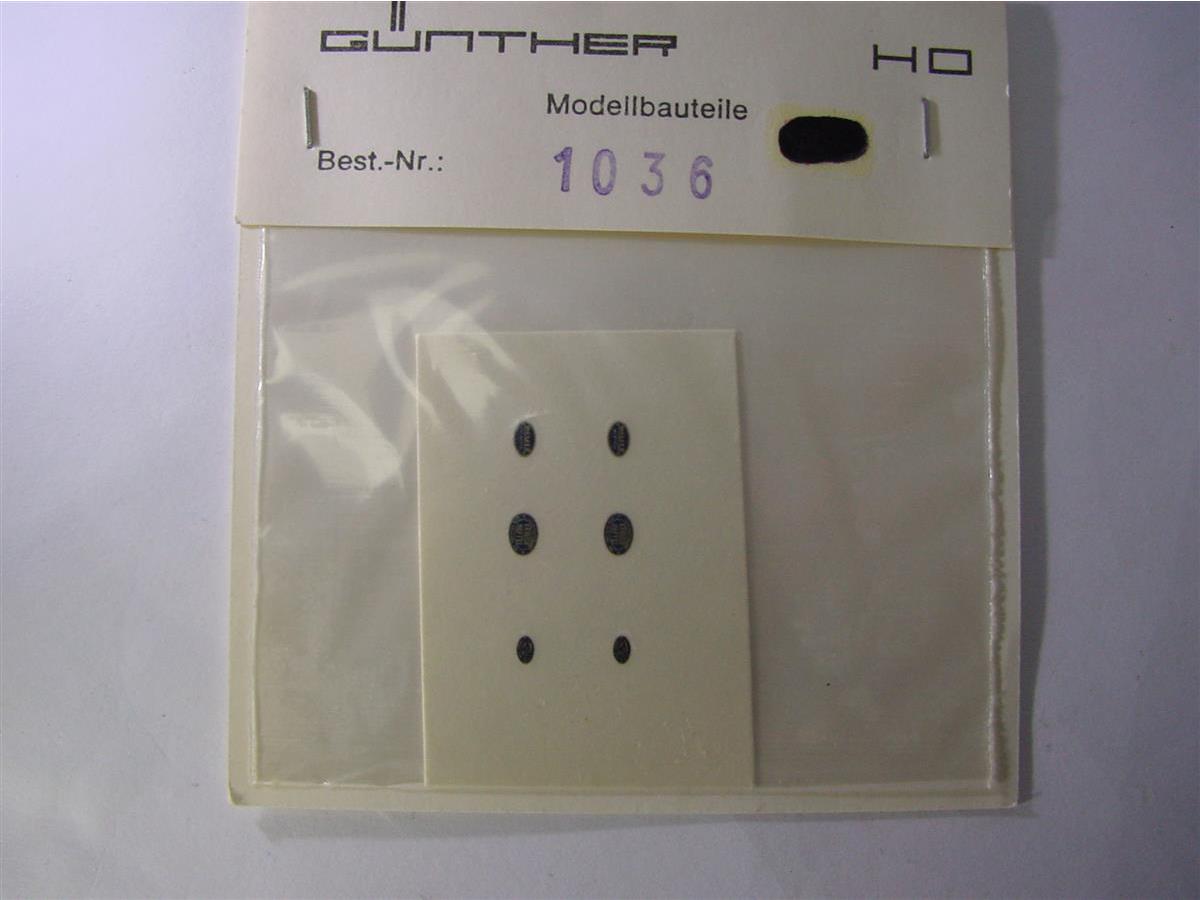 GÜNTHER
HO
Modellbauteile
Best.-Nr.: 1036